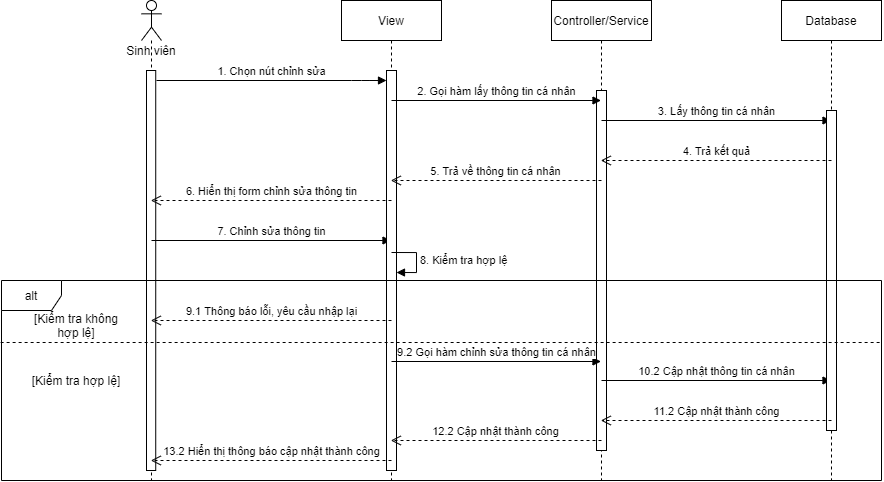 View
Controller/Service
Database
Sinh viên
1. Chọn nút chỉnh sửa
2. Gọi hàm lấy thông tin cá nhân
3. Lấy thông tin cá nhân
4. Trả kết quả
5. Trả về thông tin cá nhân
6. Hiển thị form chỉnh sửa thông tin
7. Chỉnh sửa thông tin
8. Kiểm tra hợp lệ
alt
9.1 Thông báo lỗi, yêu cầu nhập lại
[Kiểm tra không
hợp lệ]
9.2 Gọi hàm chỉnh sửa thông tin cá nhân
10.2 Cập nhật thông tin cá nhân
[Kiểm tra hợp lệ]
11.2 Cập nhật thành công
12.2 Cập nhật thành công
13.2 Hiển thị thông báo cập nhật thành công